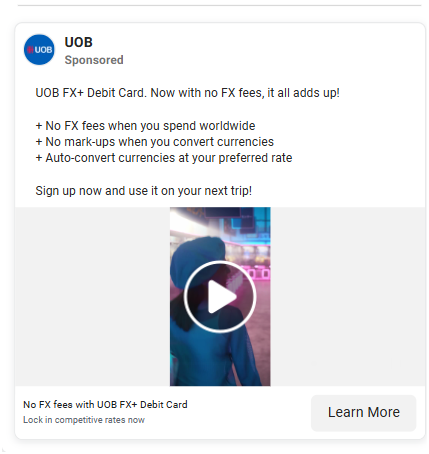 UOB
UOB
Sponsored
UOB FX+ Debit Card. Now with no FX fees, it all adds up!
+ No FX fees when you spend worldwide
+ No mark-ups when you convert currencies
+ Auto-convert currencies at your preferred rate
Sign up now and use it on your next trip!
No FX fees with UOB FX+ Debit Card
Lock in competitive rates now
Learn More